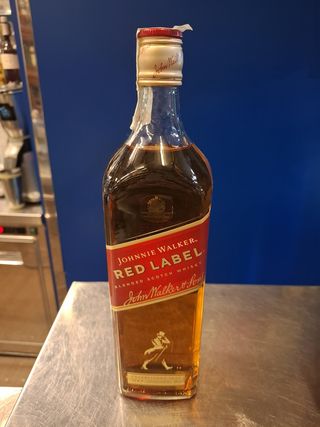 JOHNNIE WALKER.
RED LABEL
BLENDED SCOTCH WHISKY
John Walker & Sons